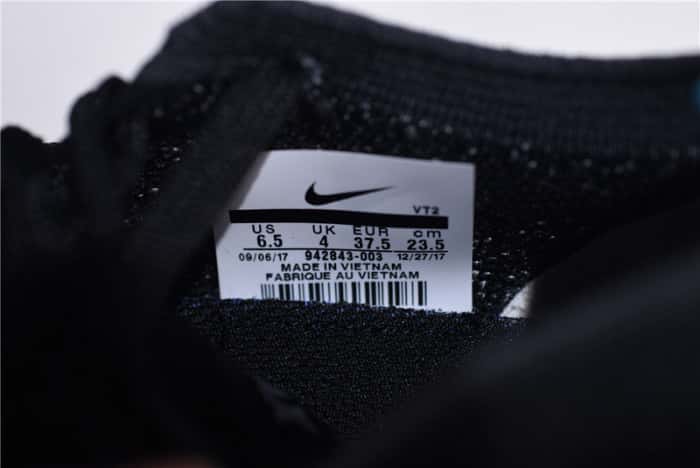 VT2
US UK EUR cm
6.5 4 37.5 23.5
09/06/17 942843-003 12/27/17
MADE IN VIETNAM
FABRIQUE AU VIETNAM